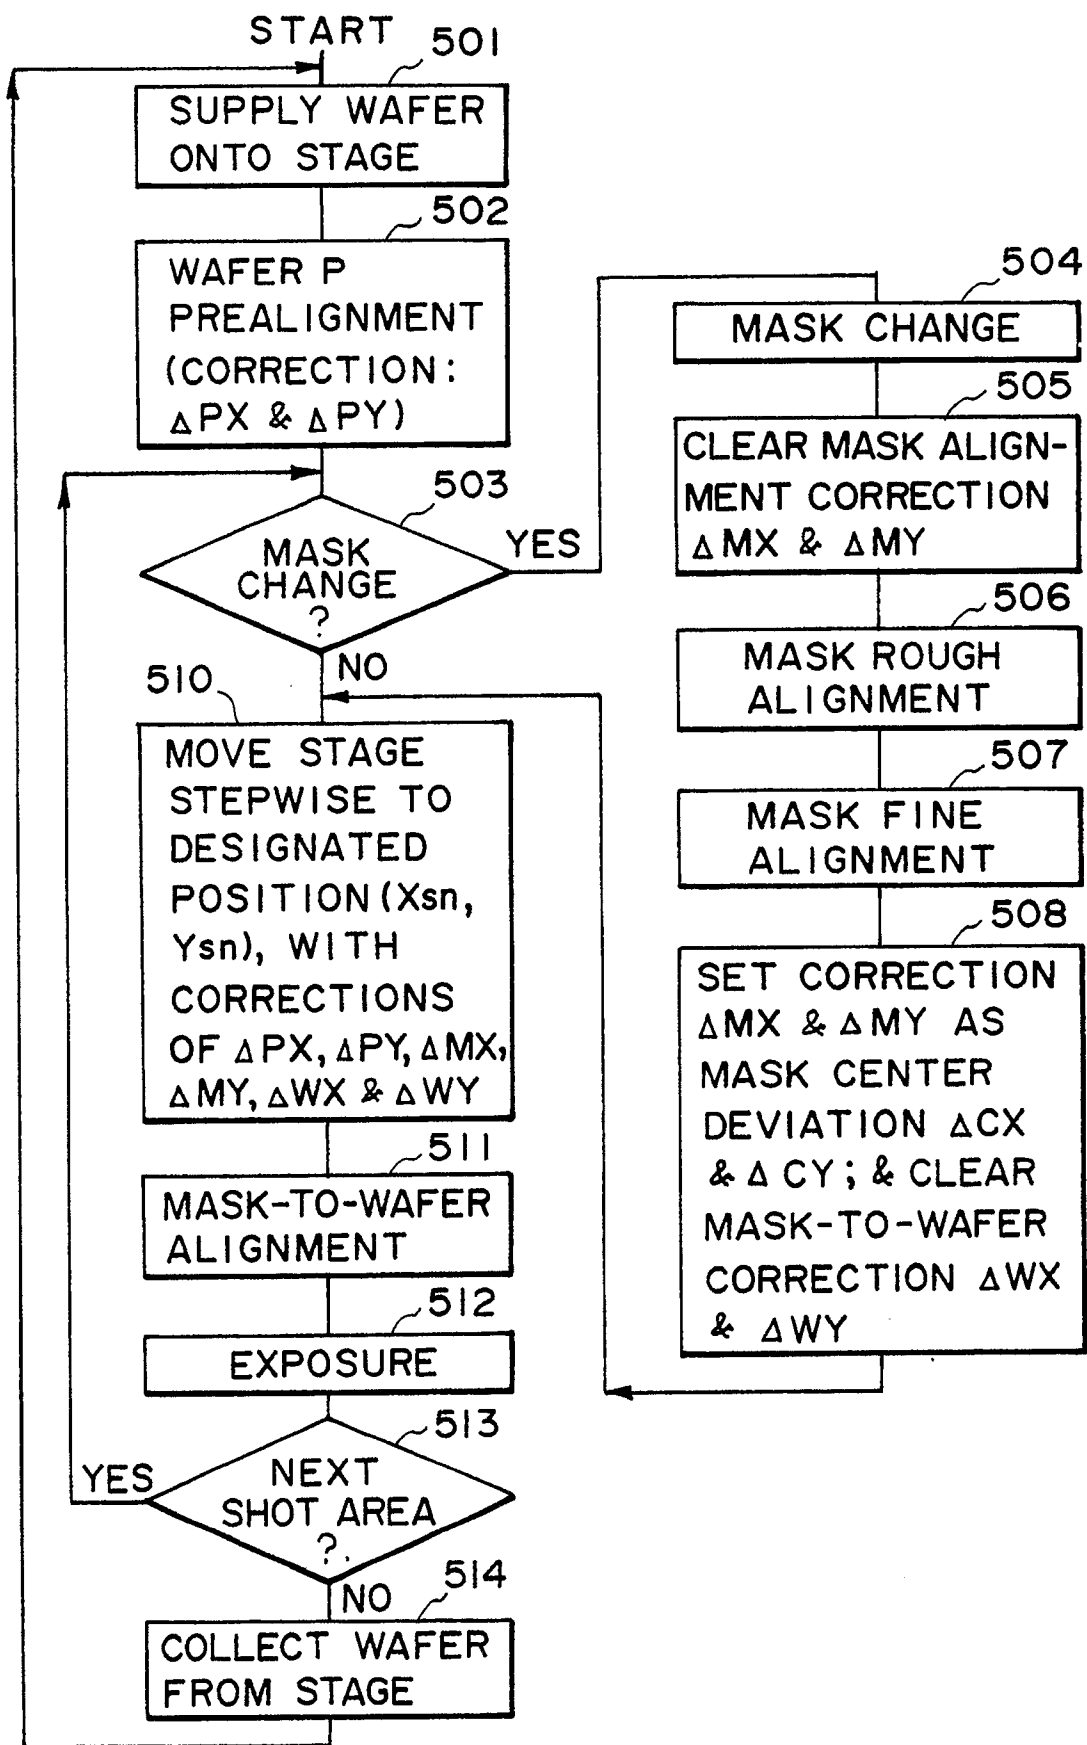 START
501
SUPPLY WAFER
ONTO STAGE
502
WAFER P
PREALIGNMENT
(CORRECTION:
ΔPX & ΔPY)
503
MASK
CHANGE
?
YES
NO
504
MASK CHANGE
505
CLEAR MASK ALIGN-
MENT CORRECTION
ΔMX & ΔMY
506
MASK ROUGH
ALIGNMENT
507
MASK FINE
ALIGNMENT
508
SET CORRECTION
ΔMX & ΔMY AS
MASK CENTER
DEVIATION ΔCX
& ΔCY; & CLEAR
MASK-TO-WAFER
CORRECTION ΔWX
& ΔWY
510
MOVE STAGE
STEPWISE TO
DESIGNATED
POSITION (Xsn,
Ysn), WITH
CORRECTIONS
OF ΔPX, ΔPY, ΔMX,
ΔMY, ΔWX & ΔWY
511
MASK-TO-WAFER
ALIGNMENT
512
EXPOSURE
513
NEXT
SHOT AREA
?
YES
NO
514
COLLECT WAFER
FROM STAGE